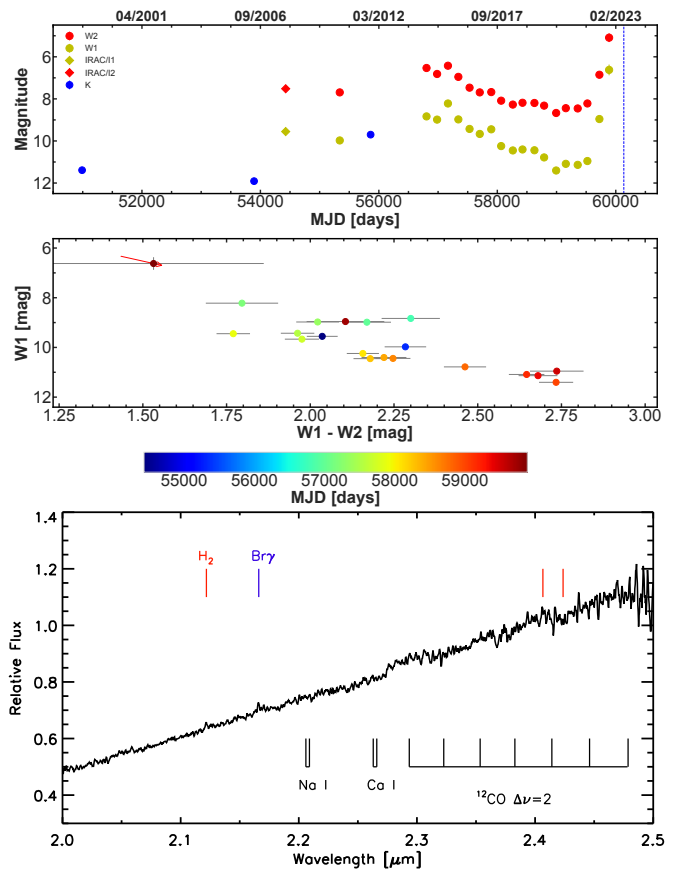 04/2001 09/2006 03/2012 09/2017 02/2023
W2
W1
IRAC/I1
IRAC/I2
K
Magnitude
6
8
10
12
52000 54000 56000 58000 60000
MJD [days]
W1 [mag]
6
8
10
12
1.25 1.50 1.75 2.00 2.25 2.50 2.75 3.00
W1 - W2 [mag]
55000 56000 57000 58000 59000
MJD [days]
Relative Flux
1.4
1.2
1.0
0.8
0.6
0.4
H2 Brγ
Na I Ca I
¹²CO Δν=2
2.0 2.1 2.2 2.3 2.4 2.5
Wavelength [μm]